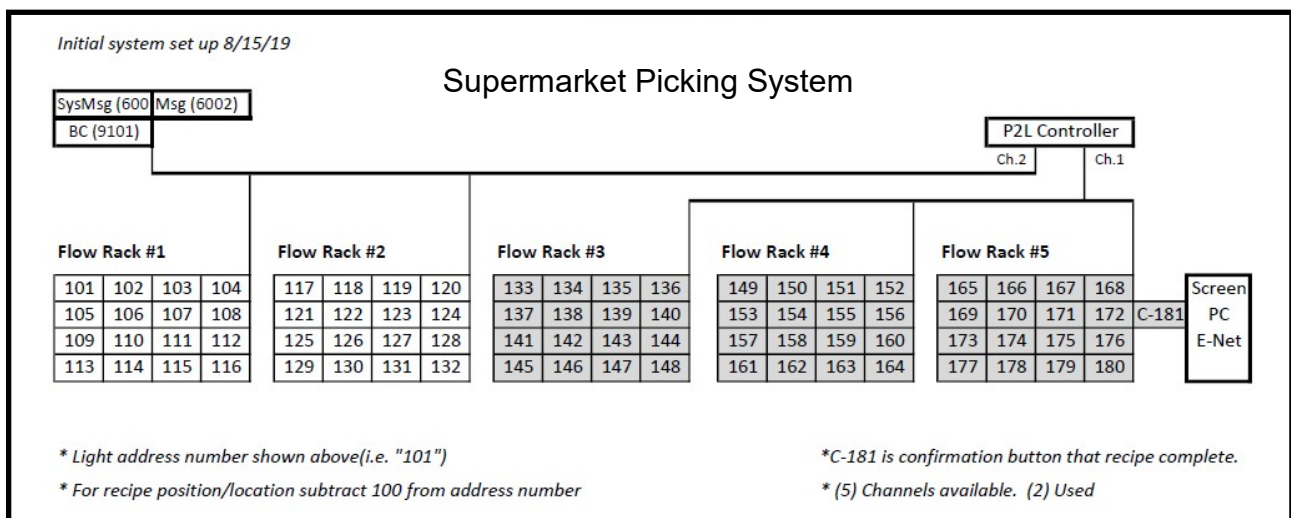 Initial system set up 8/15/19
Supermarket Picking System
SysMsg (600 Msg (6002)
BC (9101)
P2L Controller
Ch.2 Ch.1
Flow Rack #1 Flow Rack #2 Flow Rack #3 Flow Rack #4 Flow Rack #5
101 102 103 104 117 118 119 120 133 134 135 136 149 150 151 152 165 166 167 168 Screen
105 106 107 108 121 122 123 124 137 138 139 140 153 154 155 156 169 170 171 172 C-181 PC
109 110 111 112 125 126 127 128 141 142 143 144 157 158 159 160 173 174 175 176 E-Net
113 114 115 116 129 130 131 132 145 146 147 148 161 162 163 164 177 178 179 180
* Light address number shown above(i.e. "101") *C-181 is confirmation button that recipe complete.
* For recipe position/location subtract 100 from address number * (5) Channels available. (2) Used